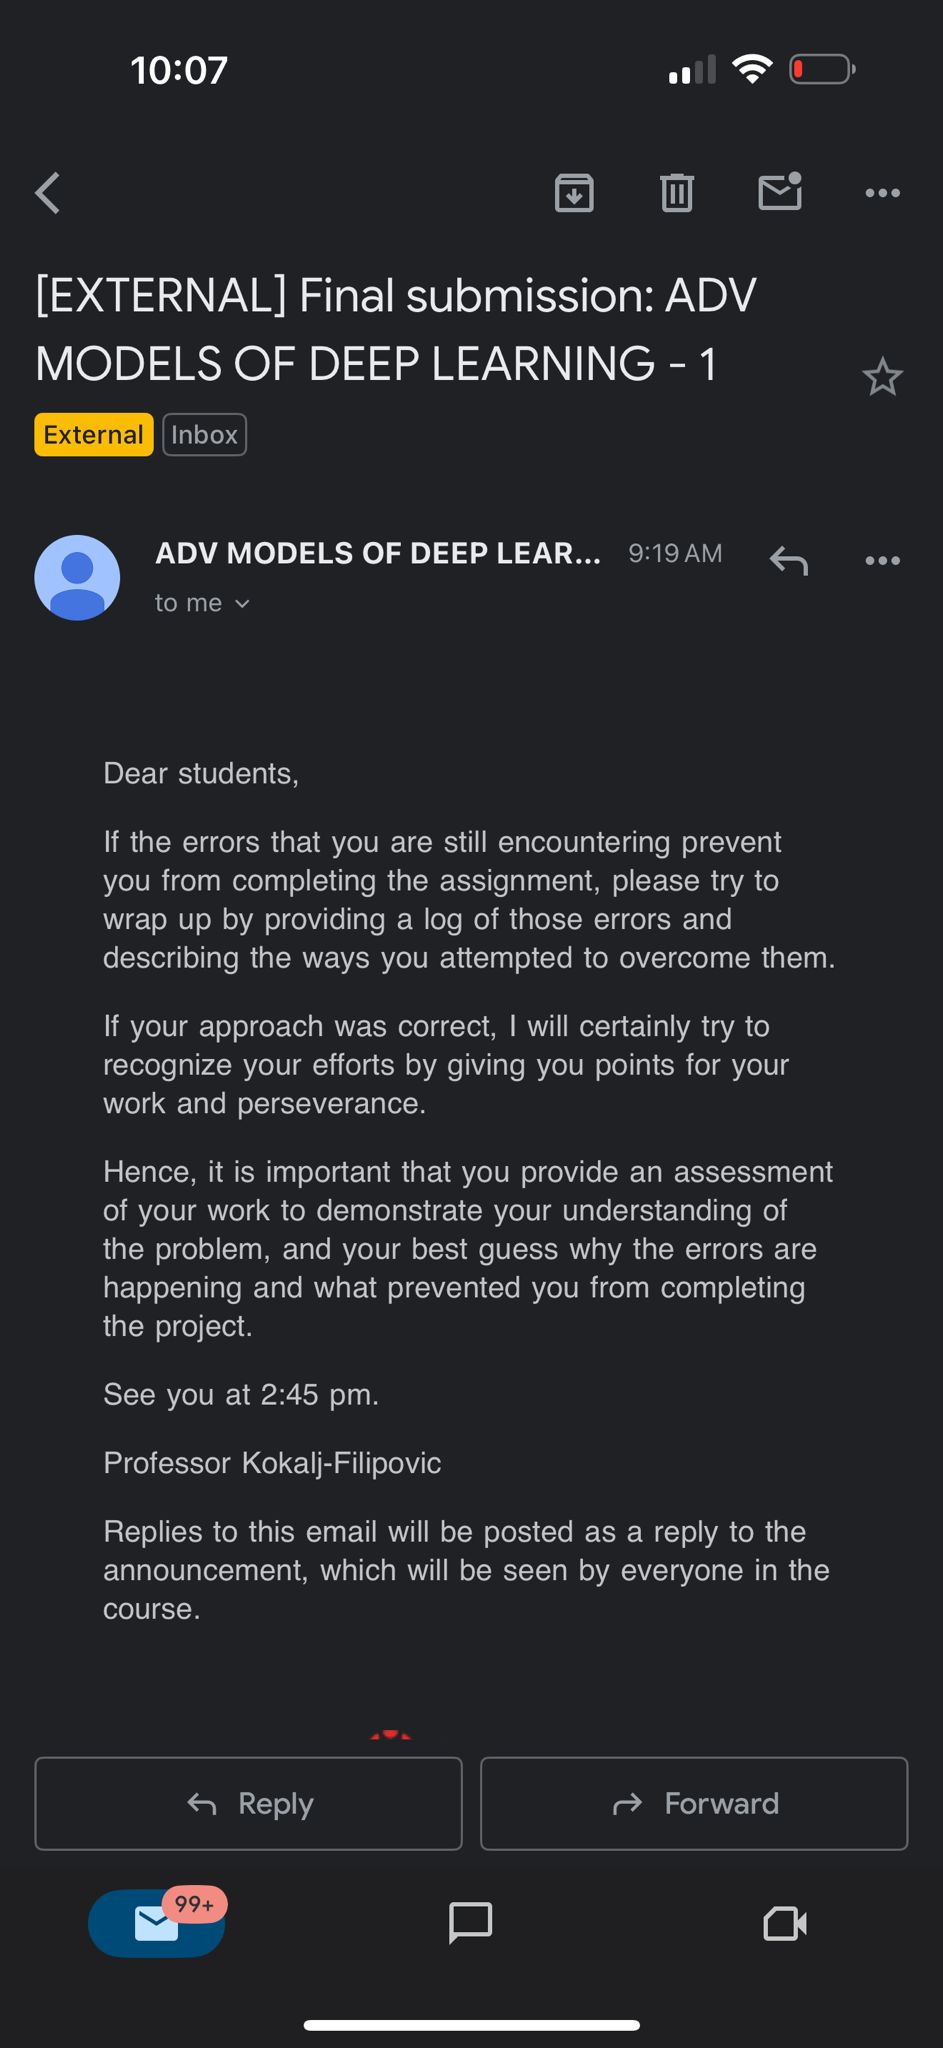 10:07
[EXTERNAL] Final submission: ADV
MODELS OF DEEP LEARNING - 1
External Inbox
ADV MODELS OF DEEP LEAR... 9:19 AM
to me
Dear students,
If the errors that you are still encountering prevent
you from completing the assignment, please try to
wrap up by providing a log of those errors and
describing the ways you attempted to overcome them.
If your approach was correct, I will certainly try to
recognize your efforts by giving you points for your
work and perseverance.
Hence, it is important that you provide an assessment
of your work to demonstrate your understanding of
the problem, and your best guess why the errors are
happening and what prevented you from completing
the project.
See you at 2:45 pm.
Professor Kokalj-Filipovic
Replies to this email will be posted as a reply to the
announcement, which will be seen by everyone in the
course.
Reply Forward
99+